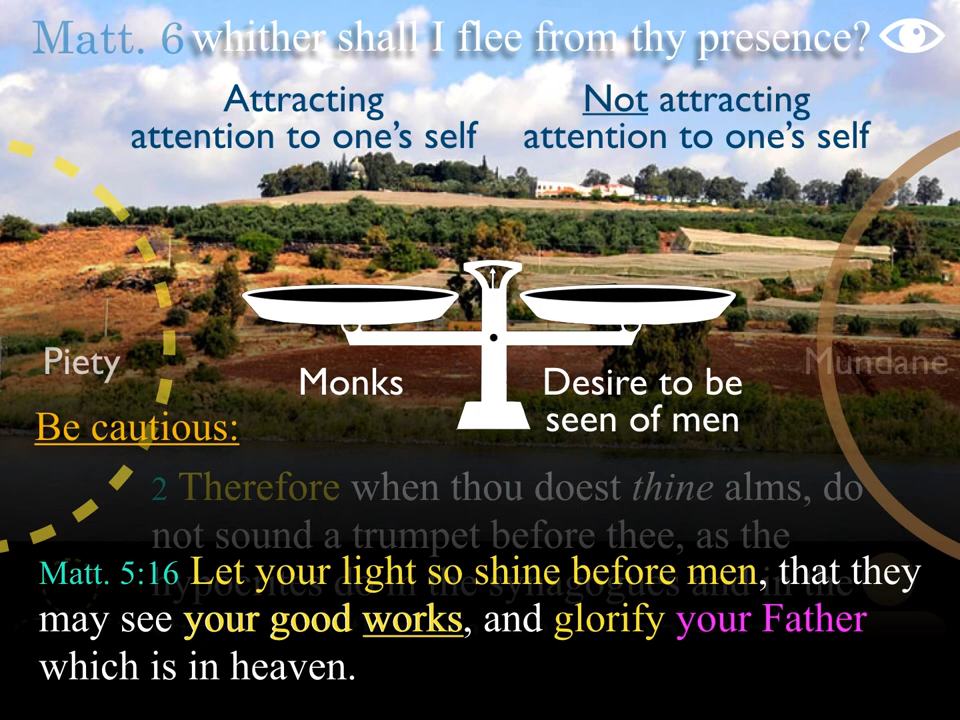 Matt. 6 whither shall I flee from thy presence?
Attracting
attention to one's self
Not attracting
attention to one's self
Piety
Mundane
Monks
Desire to be
seen of men
Be cautious:
2 Therefore when thou doest thine alms, do
not sound a trumpet before thee, as the
hypocrites do in the synagogues and in the
Matt. 5:16 Let your light so shine before men, that they
may see your good works, and glorify your Father
which is in heaven.